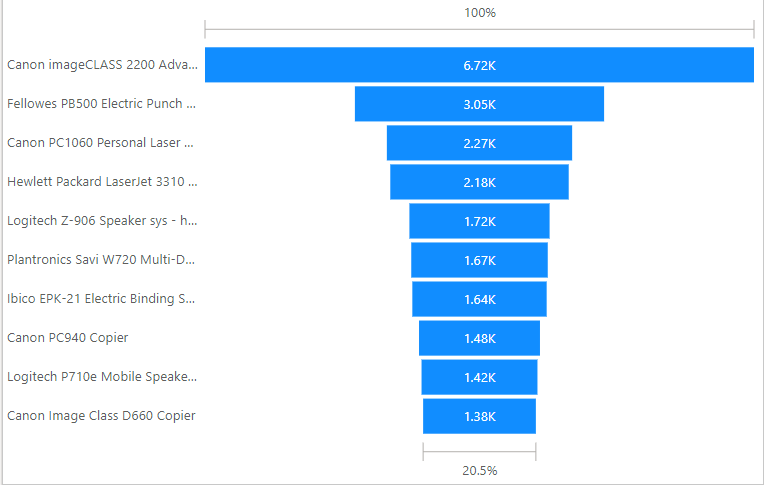 100%
Canon imageCLASS 2200 Adva... 6.72K
Fellowes PB500 Electric Punch ... 3.05K
Canon PC1060 Personal Laser ... 2.27K
Hewlett Packard LaserJet 3310 ... 2.18K
Logitech Z-906 Speaker sys - h... 1.72K
Plantronics Savi W720 Multi-D... 1.67K
Ibico EPK-21 Electric Binding S... 1.64K
Canon PC940 Copier 1.48K
Logitech P710e Mobile Speake... 1.42K
Canon Image Class D660 Copier 1.38K
20.5%